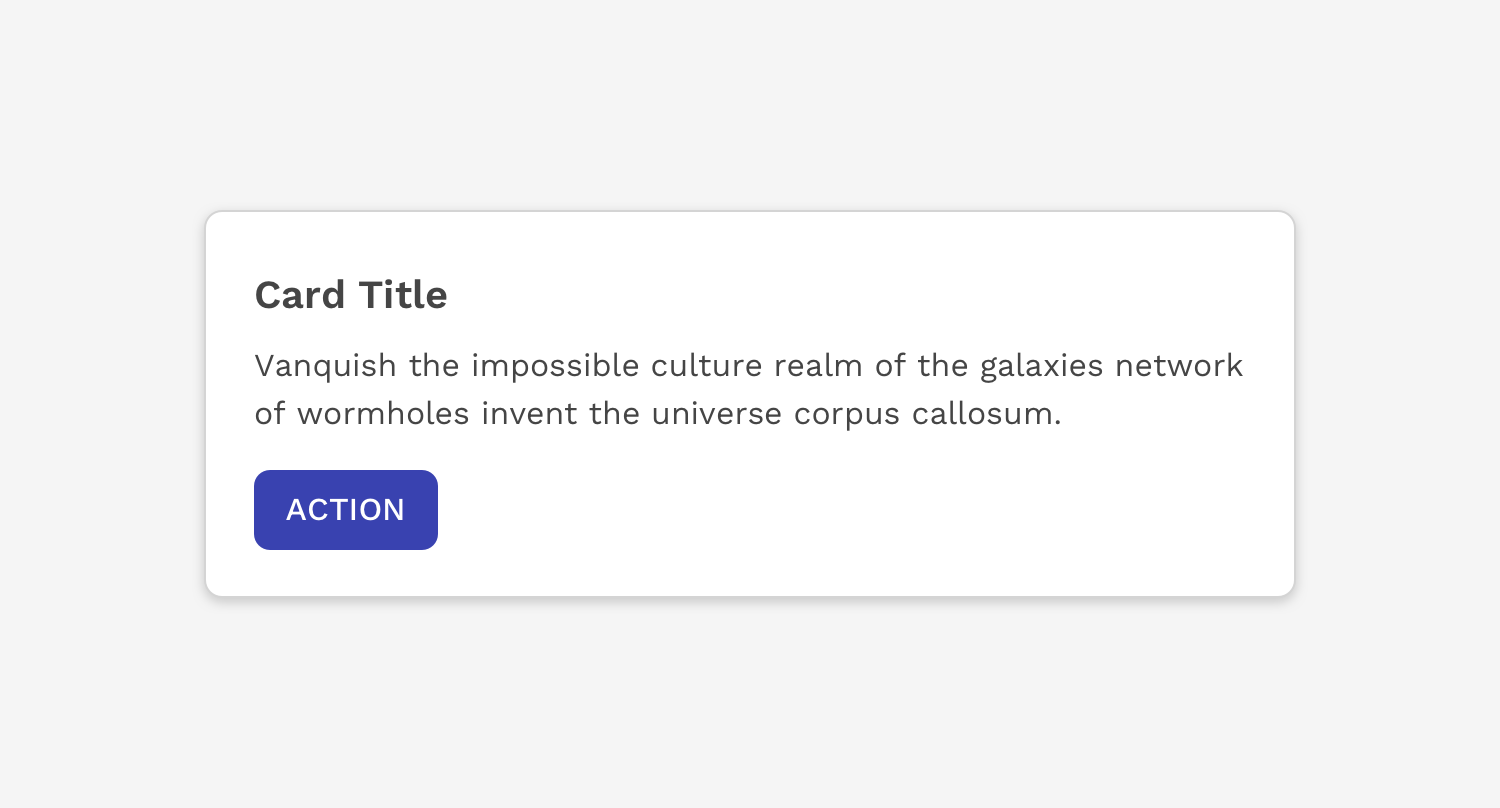 Card Title
Vanquish the impossible culture realm of the galaxies network
of wormholes invent the universe corpus callosum.
ACTION